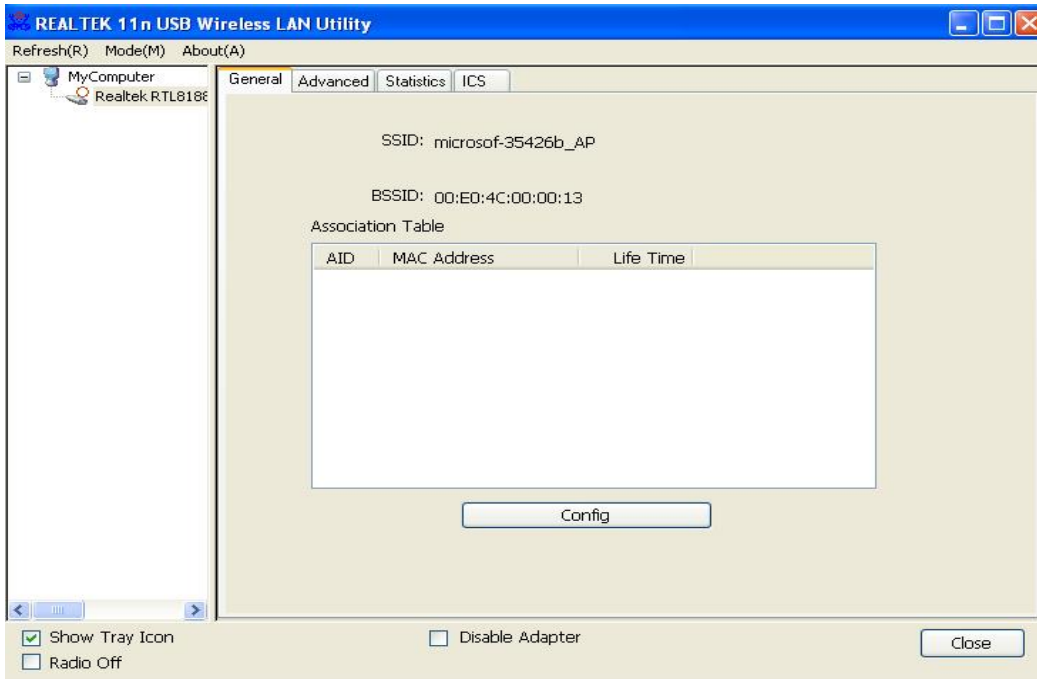 REALTEK 11n USB Wireless LAN Utility
Refresh(R) Mode(M) About(A)
MyComputer
Realtek RTL8188
General Advanced Statistics ICS
SSID: microsof-35426b_AP
BSSID: 00:E0:4C:00:00:13
Association Table
AID MAC Address Life Time
Config
Show Tray Icon
Disable Adapter
Close
Radio Off